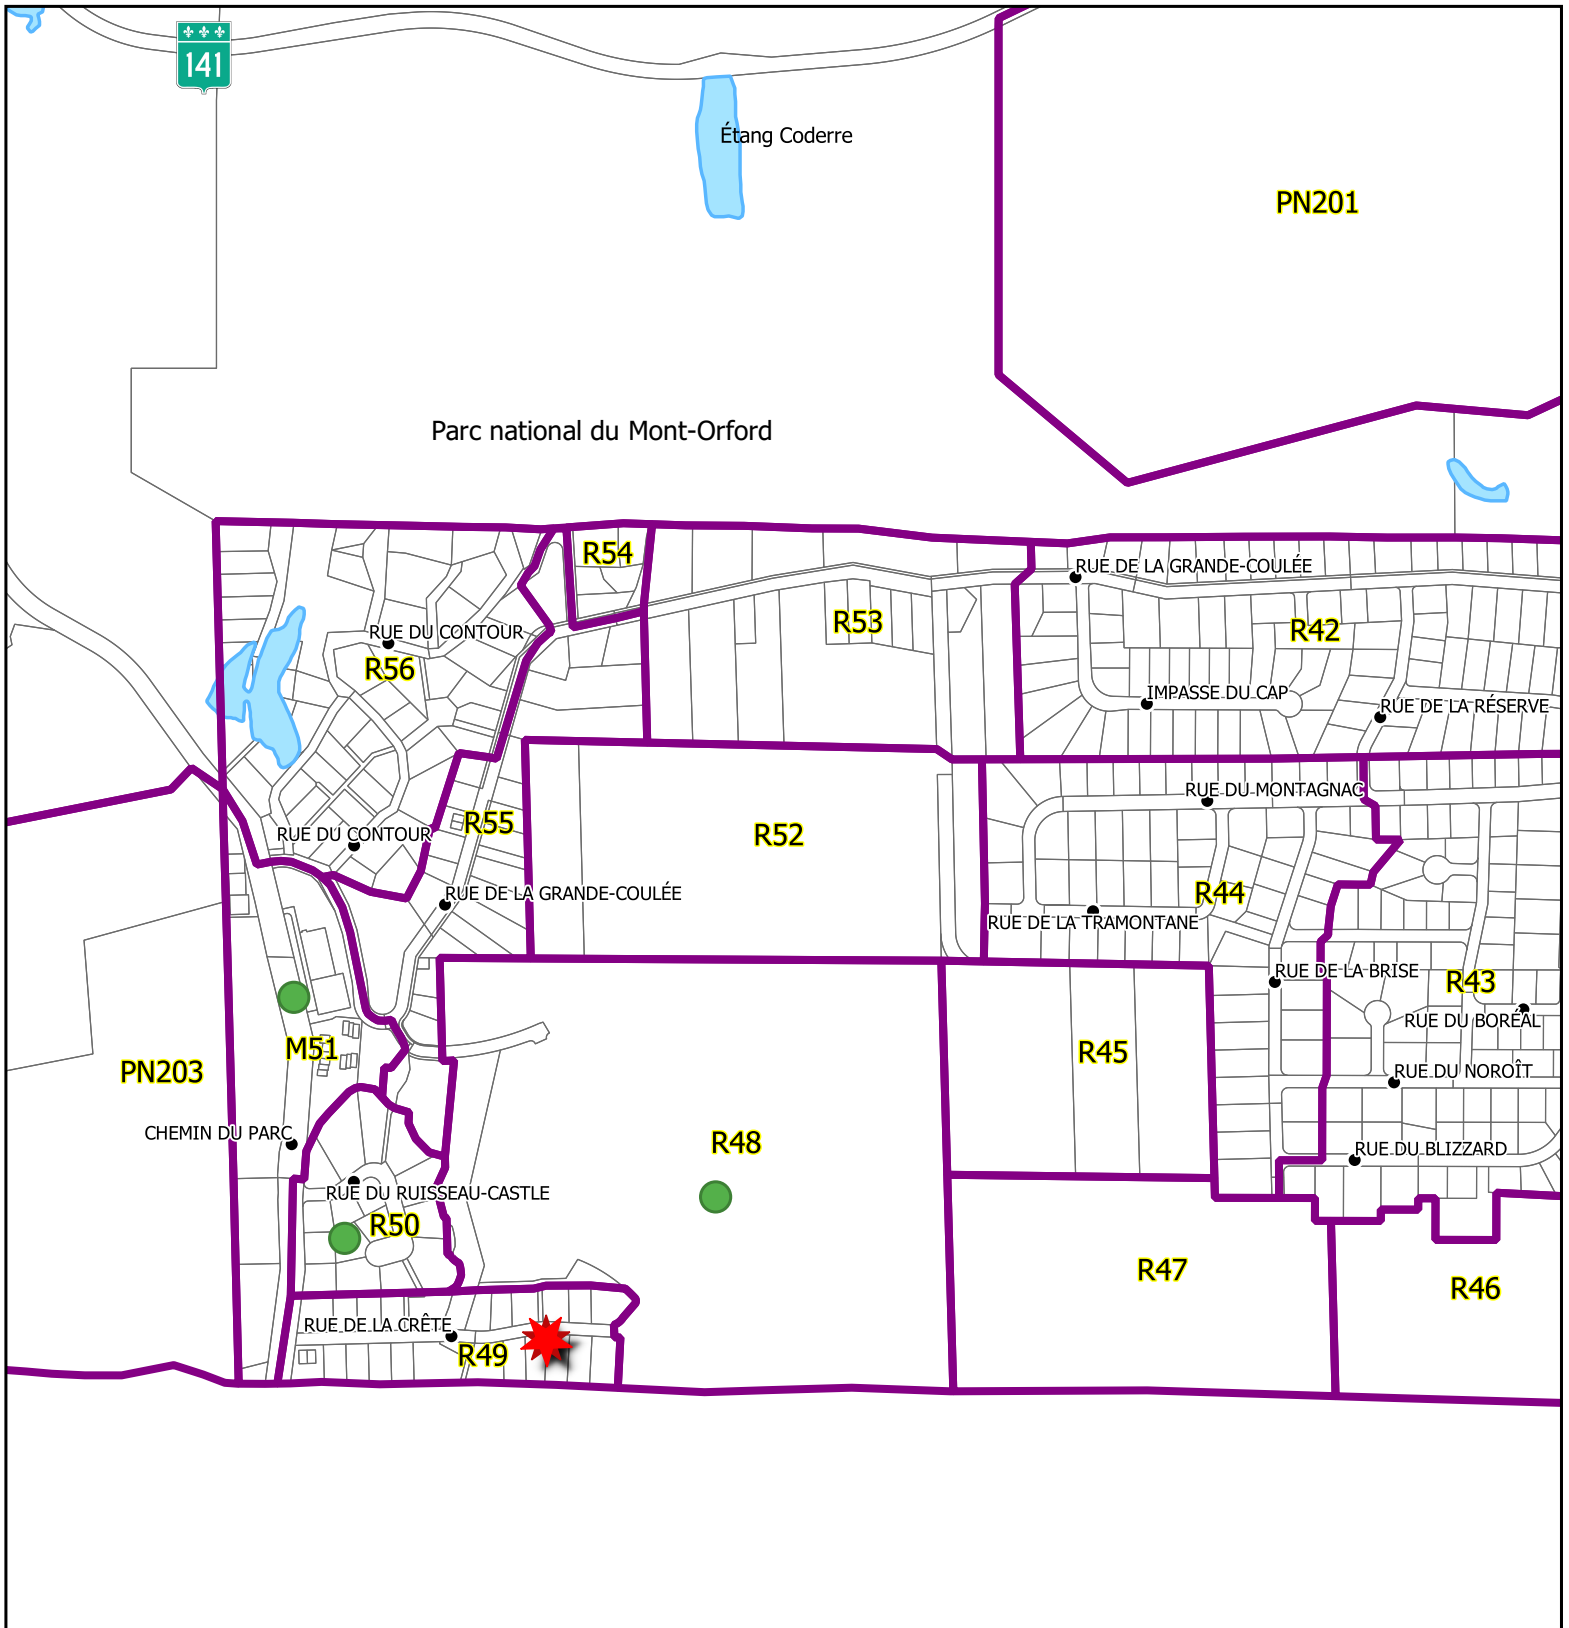 141
Étang Coderre
PN201
Parc national du Mont-Orford
R54
RUE DE LA GRANDE-COULÉE
R53
R42
RUE DU CONTOUR
R56
IMPASSE DU CAP
RUE DE LA RÉSERVE
RUE DU MONTAGNAC
R55
RUE DU CONTOUR
R52
RUE DE LA GRANDE-COULÉE
R44
RUE DE LA TRAMONTANE
RUE DE LA BRISE
R43
RUE DU BORÉAL
M51
R45
PN203
RUE DU NOROÎT
CHEMIN DU PARC
R48
RUE DU BLIZZARD
RUE DU RUISSEAU-CASTLE
R50
R47
R46
RUE DE LA CRÊTE
R49